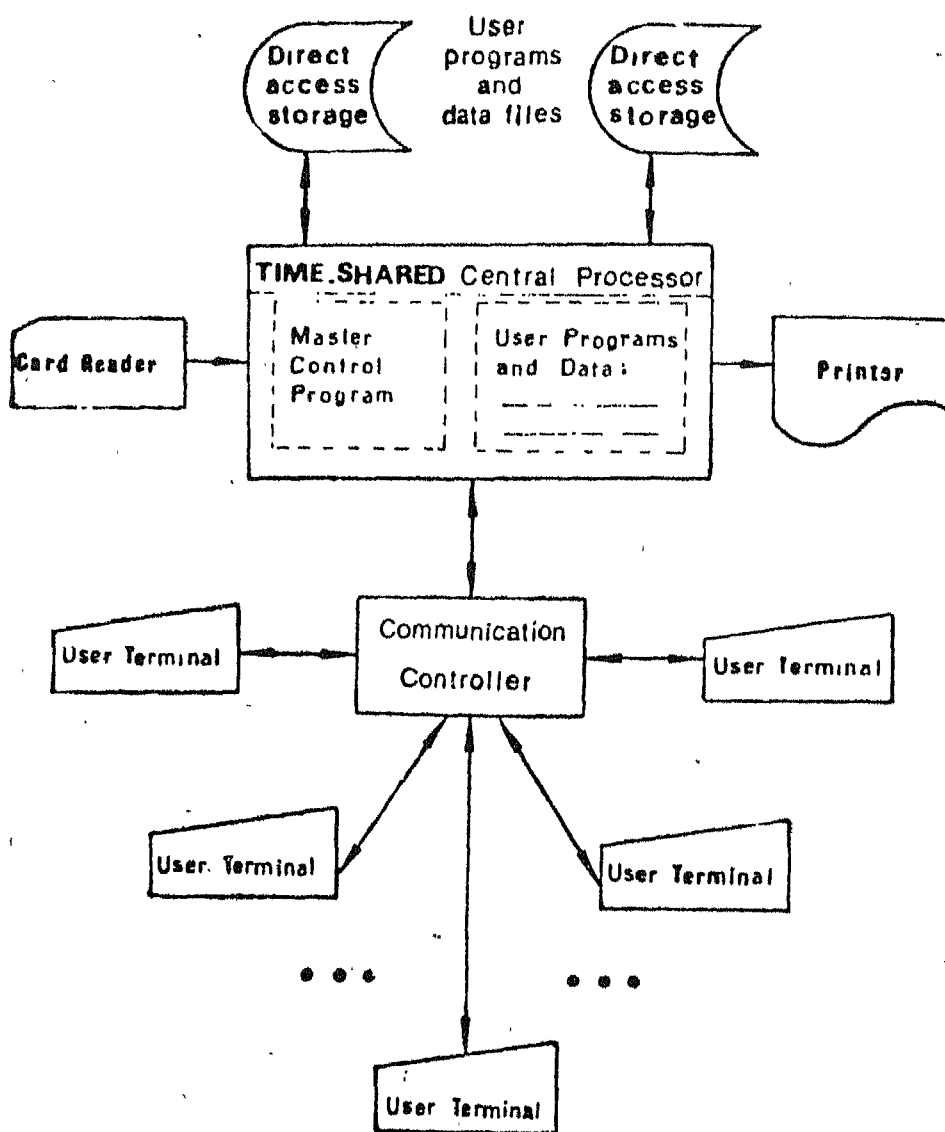 Direct
access
storage
User
programs
and
data files
Direct
access
storage
TIME.SHARED Central Processor
Master
Control
Program
User Programs
and Data:
Card Reader
Printer
Communication
Controller
User Terminal
User Terminal
User. Terminal
User Terminal
User Terminal